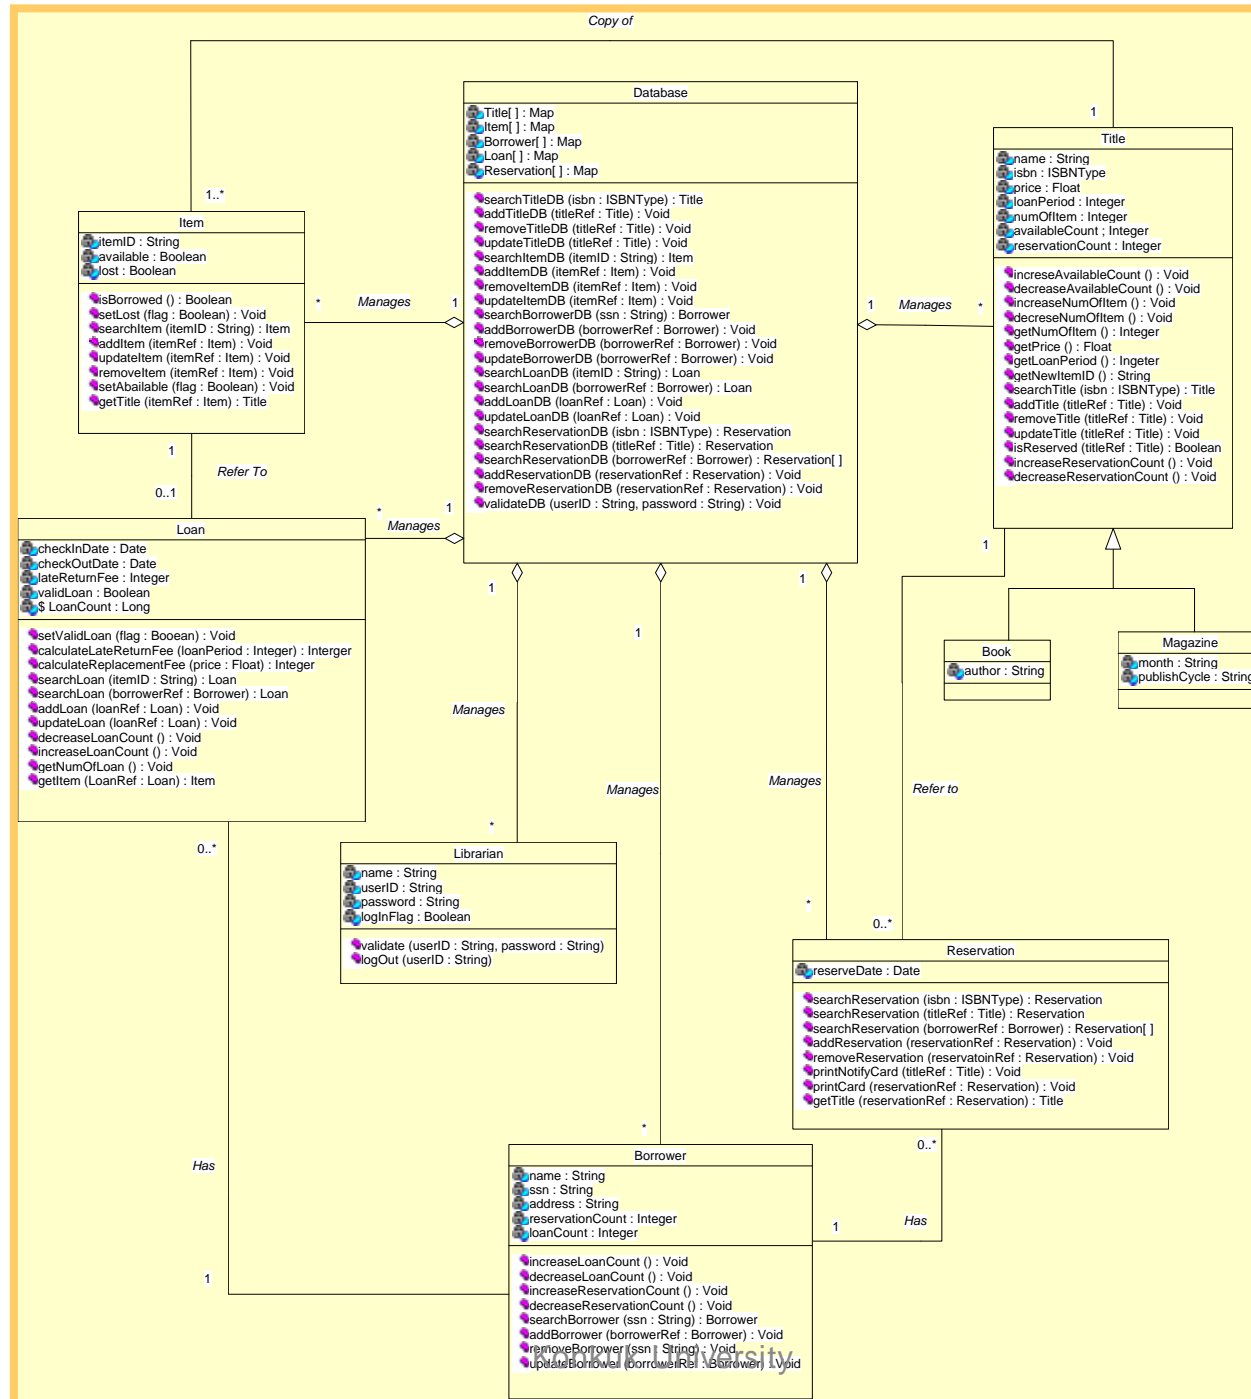 Copy of
Database
Title[ ] : Map
Item[ ] : Map
Borrower[ ] : Map
Loan[ ] : Map
Reservation[ ] : Map
searchTitleDB (isbn : ISBNType) : Title
addTitleDB (titleRef : Title) : Void
removeTitleDB (titleRef : Title) : Void
updateTitleDB (titleRef : Title) : Void
searchItemDB (itemID : String) : Item
addItemDB (itemRef : Item) : Void
removeItemDB (itemRef : Item) : Void
updateItemDB (itemRef : Item) : Void
searchBorrowerDB (ssn : String) : Borrower
addBorrowerDB (borrowerRef : Borrower) : Void
removeBorrowerDB (borrowerRef : Borrower) : Void
updateBorrowerDB (borrowerRef : Borrower) : Void
searchLoanDB (itemID : String) : Loan
searchLoanDB (borrowerRef : Borrower) : Loan
addLoanDB (loanRef : Loan) : Void
updateLoanDB (loanRef : Loan) : Void
searchReservationDB (isbn : ISBNType) : Reservation
searchReservationDB (titleRef : Title) : Reservation
searchReservationDB (borrowerRef : Borrower) : Reservation[ ]
addReservationDB (reservationRef : Reservation) : Void
removeReservationDB (reservationRef : Reservation) : Void
validateDB (userID : String, password : String) : Void
1
Title
name : String
isbn : ISBNType
price : Float
loanPeriod : Integer
numOfItem : Integer
availableCount ; Integer
reservationCount : Integer
increseAvailableCount () : Void
decreaseAvailableCount () : Void
increaseNumOfItem () : Void
decreseNumOfItem () : Void
getNumOfItem () : Integer
getPrice () : Float
getLoanPeriod () : Ingeter
getNewItemID () : String
searchTitle (isbn : ISBNType) : Title
addTitle (titleRef : Title) : Void
removeTitle (titleRef : Title) : Void
updateTitle (titleRef : Title) : Void
isReserved (titleRef : Title) : Boolean
increaseReservationCount () : Void
decreaseReservationCount () : Void
1..*
Item
itemID : String
available : Boolean
lost : Boolean
isBorrowed () : Boolean
setLost (flag : Boolean) : Void
searchItem (itemID : String) : Item
addItem (itemRef : Item) : Void
updateItem (itemRef : Item) : Void
removeItem (itemRef : Item) : Void
setAbailable (flag : Boolean) : Void
getTitle (itemRef : Item) : Title
* Manages 1
1 Manages *
1
Refer To
0..1
* Manages 1
Loan
checkInDate : Date
checkOutDate : Date
lateReturnFee : Integer
validLoan : Boolean
$ LoanCount : Long
setValidLoan (flag : Booean) : Void
calculateLateReturnFee (loanPeriod : Integer) : Interger
calculateReplacementFee (price : Float) : Integer
searchLoan (itemID : String) : Loan
searchLoan (borrowerRef : Borrower) : Loan
addLoan (loanRef : Loan) : Void
updateLoan (loanRef : Loan) : Void
decreaseLoanCount () : Void
increaseLoanCount () : Void
getNumOfLoan () : Void
getItem (LoanRef : Loan) : Item
1
1
1
1
Book
author : String
Magazine
month : String
publishCycle : String
Manages
Manages
Manages
Refer to
0..*
*
Librarian
name : String
userID : String
password : String
logInFlag : Boolean
validate (userID : String, password : String)
logOut (userID : String)
*
0..*
Reservation
reserveDate : Date
searchReservation (isbn : ISBNType) : Reservation
searchReservation (titleRef : Title) : Reservation
searchReservation (borrowerRef : Borrower) : Reservation[ ]
addReservation (reservationRef : Reservation) : Void
removeReservation (reservatoinRef : Reservation) : Void
printNotifyCard (titleRef : Title) : Void
printCard (reservationRef : Reservation) : Void
getTitle (reservationRef : Reservation) : Title
*
0..*
Has
Borrower
name : String
ssn : String
address : String
reservationCount : Integer
loanCount : Integer
increaseLoanCount () : Void
decreaseLoanCount () : Void
increaseReservationCount () : Void
decreaseReservationCount () : Void
searchBorrower (ssn : String) : Borrower
addBorrower (borrowerRef : Borrower) : Void
removeBorrower (ssn : String) : Void
updateBorrower (borrowerRef : Borrower) : Void
1 Has
1
Konkuk University